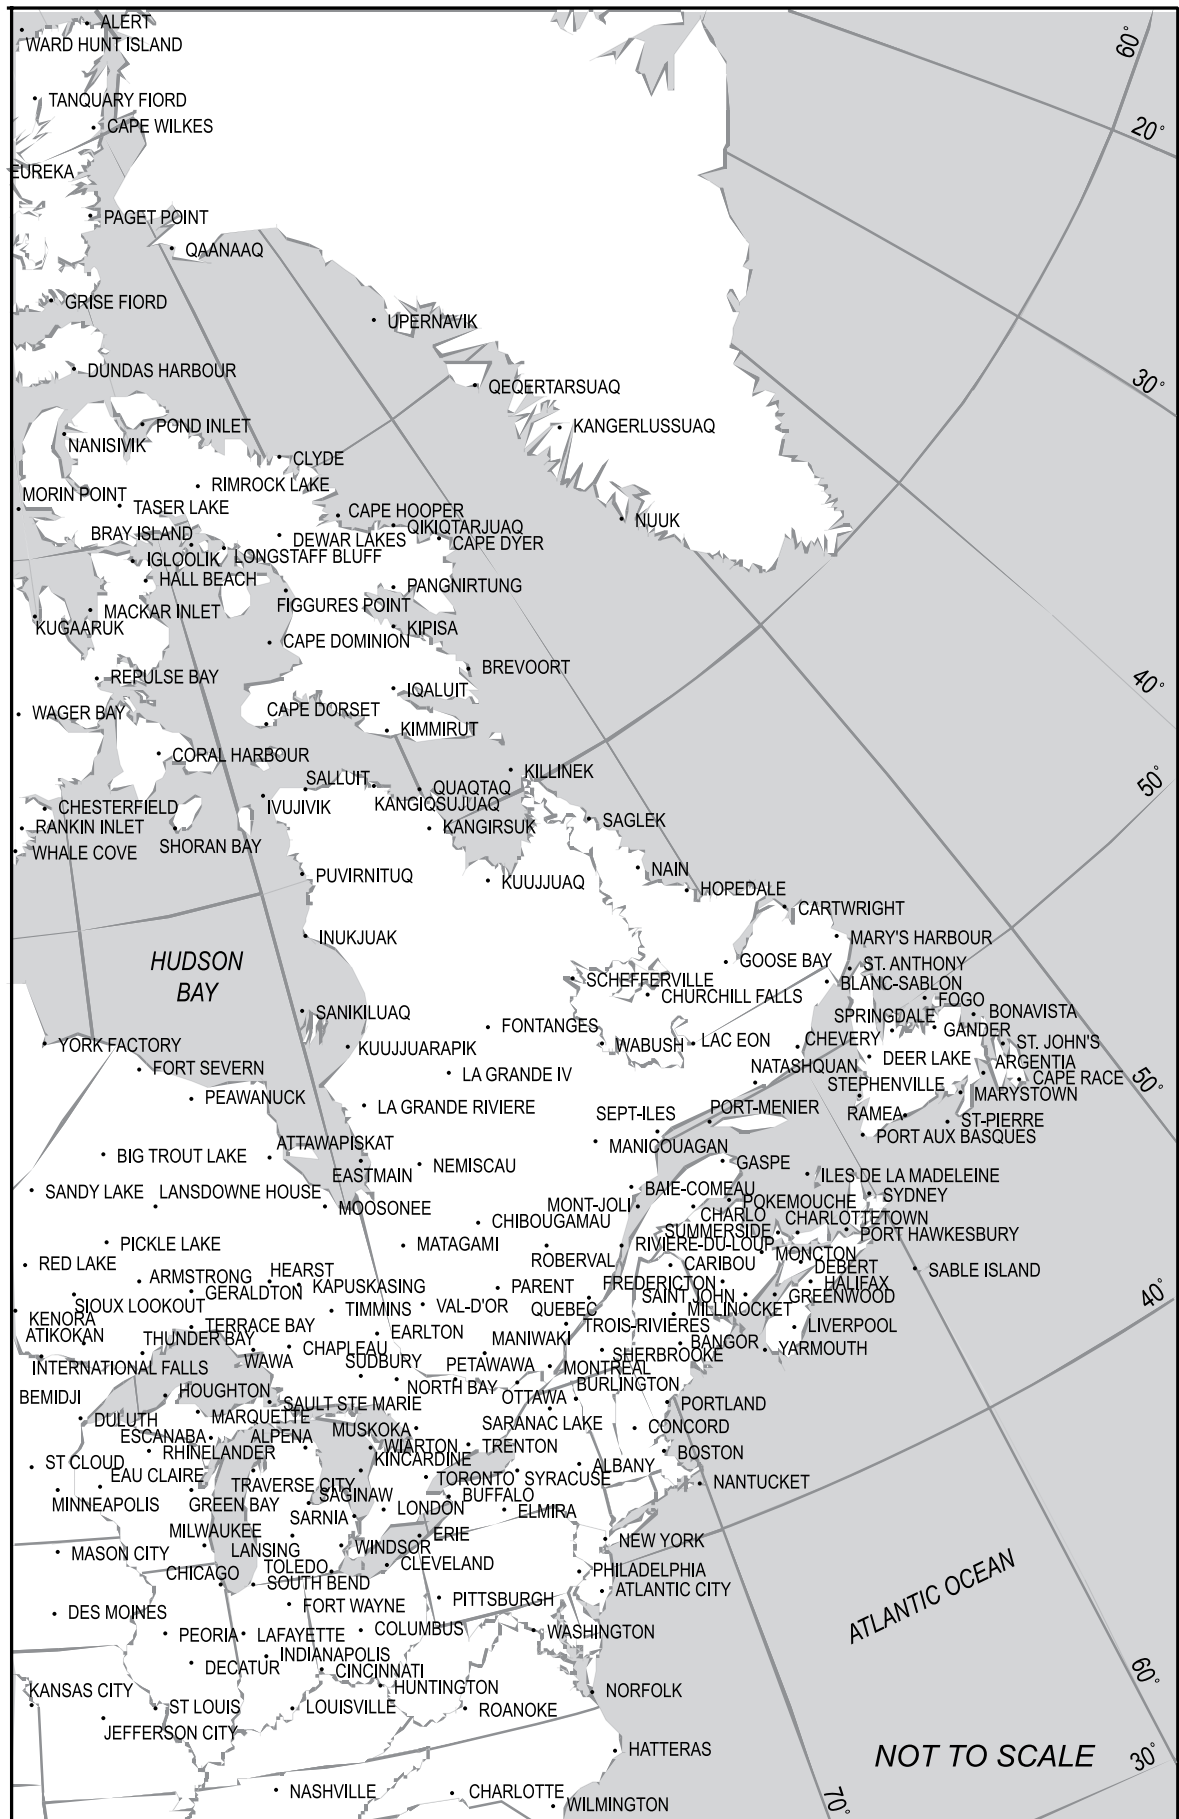 ALERT
WARD HUNT ISLAND
60°
TANQUARY FIORD
CAPE WILKES
20°
EUREKA
PAGET POINT
QAANAAQ
GRISE FIORD
UPERNAVIK
DUNDAS HARBOUR
30°
QEQERTARSUAQ
POND INLET
KANGERLUSSUAQ
NANISIVIK
CLYDE
RIMROCK LAKE
MORIN POINT
TASER LAKE
CAPE HOOPER
NUUK
QIKIQTARJUAQ
BRAY ISLAND
DEWAR LAKES
CAPE DYER
LONGSTAFF BLUFF
IGLOOLIK
HALL BEACH
PANGNIRTUNG
FIGGURES POINT
MACKAR INLET
KUGAARUK
KIPISA
CAPE DOMINION
BREVOORT
REPULSE BAY
40°
IQALUIT
CAPE DORSET
WAGER BAY
KIMMIRUT
CORAL HARBOUR
KILLINEK
50°
SALLUIT
QUAQTAQ
IVUJIVIK
KANGIQSUJUAQ
CHESTERFIELD
SAGLEK
RANKIN INLET
KANGIRSUK
SHORAN BAY
WHALE COVE
NAIN
PUVIRNITUQ
KUUJJUAQ
HOPEDALE
CARTWRIGHT
INUKJUAK
MARY'S HARBOUR
HUDSON
BAY
GOOSE BAY
ST. ANTHONY
SCHEFFERVILLE
BLANC-SABLON
CHURCHILL FALLS
FOGO
SANIKILUAQ
BONAVISTA
SPRINGDALE
FONTANGES
GANDER
YORK FACTORY
KUUJJUARAPIK
WABUSH
LAC EON
CHEVERY
ST. JOHN'S
DEER LAKE
ARGENTIA
FORT SEVERN
LA GRANDE IV
NATASHQUAN
CAPE RACE
50°
STEPHENVILLE
MARYSTOWN
PEAWANUCK
LA GRANDE RIVIERE
SEPT-ILES
PORT-MENIER
RAMEA
ST-PIERRE
PORT AUX BASQUES
ATTAWAPISKAT
MANICOUAGAN
BIG TROUT LAKE
EASTMAIN
NEMISCAU
GASPE
ILES DE LA MADELEINE
SANDY LAKE
LANSDOWNE HOUSE
BAIE-COMEAU
SYDNEY
MOOSONEE
MONT-JOLI
POKEMOUCHE
CHARLO
CHIBOUGAMAU
SUMMERSIDE
CHARLOTTETOWN
PORT HAWKESBURY
PICKLE LAKE
MATAGAMI
ROBERVAL
RIVIERE-DU-LOUP
MONCTON
RED LAKE
CARIBOU
DEBERT
SABLE ISLAND
ARMSTRONG
HEARST
KAPUSKASING
PARENT
FREDERICTON
HALIFAX
40°
GERALDTON
SAINT JOHN
GREENWOOD
SIOUX LOOKOUT
TIMMINS
VAL-D'OR
QUEBEC
MILLINOCKET
KENORA
TERRACE BAY
TROIS-RIVIÈRES
LIVERPOOL
ATIKOKAN
THUNDER BAY
EARLTON
MANIWAKI
BANGOR
CHAPLEAU
SHERBROOKE
YARMOUTH
INTERNATIONAL FALLS
WAWA
SUDBURY
PETAWAWA
MONTREAL
NORTH BAY
BEMIDJI
HOUGHTON
OTTAWA
BURLINGTON
SAULT STE MARIE
PORTLAND
DULUTH
MARQUETTE
SARANAC LAKE
CONCORD
ESCANABA
ALPENA
MUSKOKA
RHINELANDER
WIARTON
TRENTON
BOSTON
ST CLOUD
KINCARDINE
ALBANY
EAU CLAIRE
TRAVERSE CITY
TORONTO
SYRACUSE
NANTUCKET
MINNEAPOLIS
GREEN BAY
SAGINAW
BUFFALO
SARNIA
LONDON
ELMIRA
MILWAUKEE
ERIE
NEW YORK
MASON CITY
LANSING
WINDSOR
CHICAGO
TOLEDO
CLEVELAND
PHILADELPHIA
SOUTH BEND
ATLANTIC CITY
DES MOINES
FORT WAYNE
PITTSBURGH
ATLANTIC OCEAN
PEORIA
LAFAYETTE
COLUMBUS
WASHINGTON
INDIANAPOLIS
DECATUR
CINCINNATI
60°
KANSAS CITY
HUNTINGTON
NORFOLK
ST LOUIS
LOUISVILLE
ROANOKE
JEFFERSON CITY
HATTERAS
NOT TO SCALE
30°
NASHVILLE
CHARLOTTE
WILMINGTON
70°